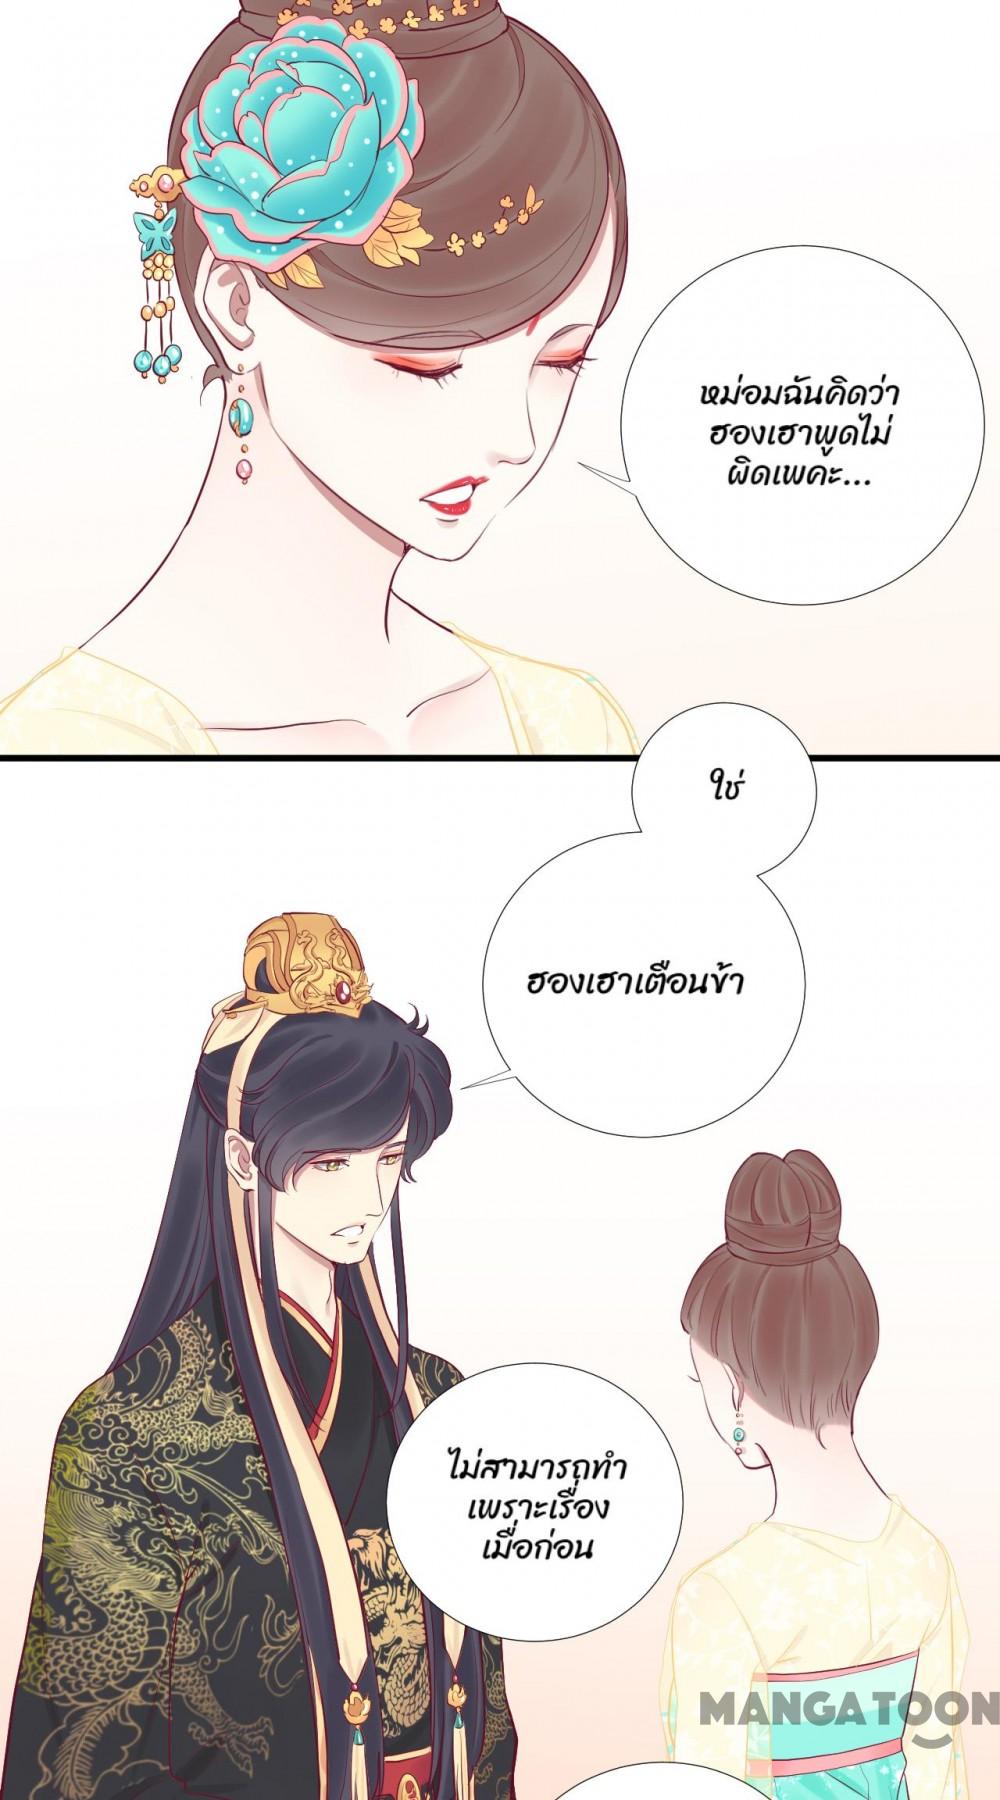 หม่อมฉันคิดว่า
ฮองเฮาพูดไม่
ผิดเพคะ...
ใช่
ฮองเฮาเตือนข้า
ไม่สามารถทำ
เพราะเรื่อง
เมื่อก่อน
MANGATOON